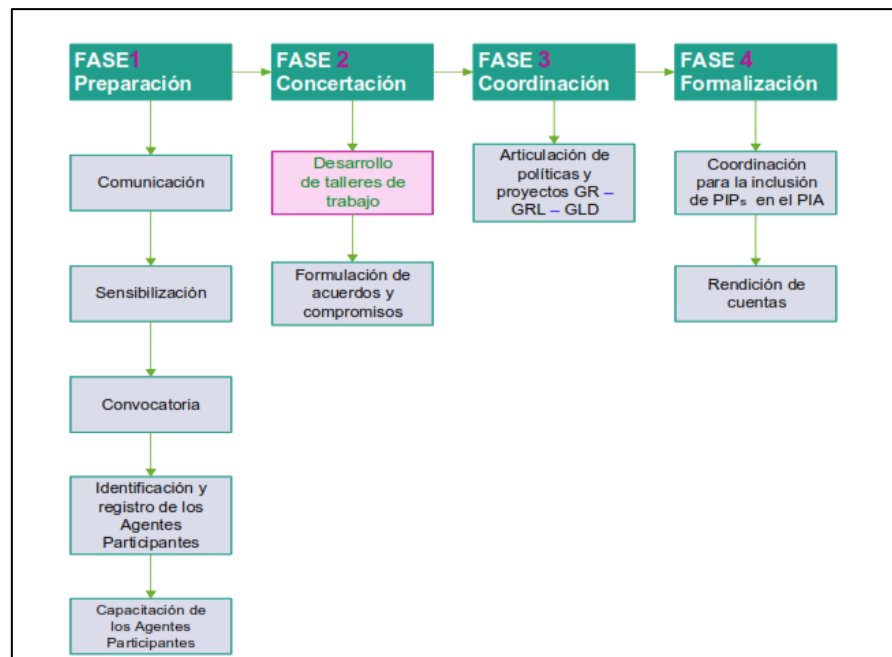 FASE1
Preparación
Comunicación
Sensibilización
Convocatoria
Identificación y
registro de los
Agentes
Participantes
Capacitación de
los Agentes
Participantes
FASE 2
Concertación
Desarrollo
de talleres de
trabajo
Formulación de
acuerdos y
compromisos
FASE 3
Coordinación
Articulación de
políticas y
proyectos GR –
GRL – GLD
FASE 4
Formalización
Coordinación
para la inclusión
de PIPs en el PIA
Rendición de
cuentas